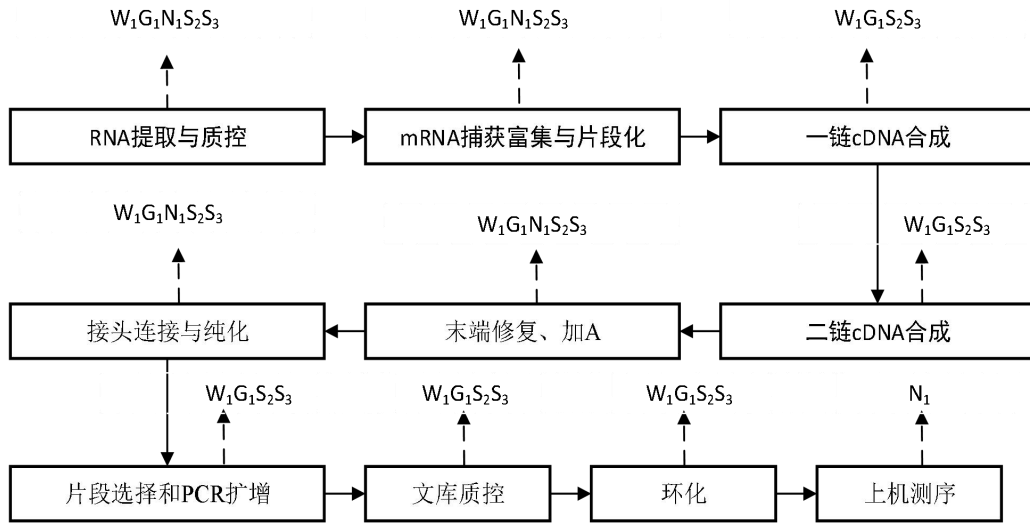 W₁G₁N₁S₂S₃ W₁G₁N₁S₂S₃ W₁G₁S₂S₃
RNA提取与质控 mRNA捕获富集与片段化 一链cDNA合成
W₁G₁N₁S₂S₃ W₁G₁N₁S₂S₃ W₁G₁S₂S₃
接头连接与纯化 末端修复、加A 二链cDNA合成
W₁G₁S₂S₃ W₁G₁S₂S₃ W₁G₁S₂S₃ N₁
片段选择和PCR扩增 文库质控 环化 上机测序